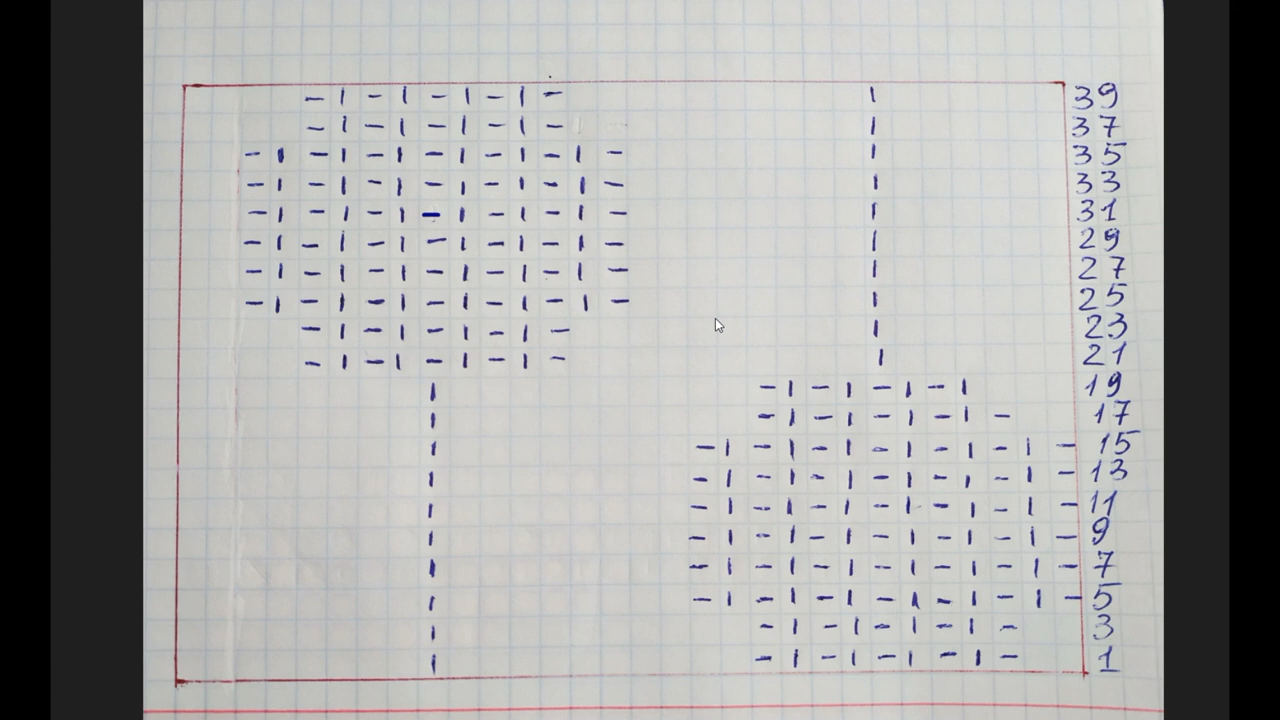 - | - | - | - | - | 39
- | - | - | - | - | 37
- | - | - | - | - | - | - | 35
- | - | - | - | - | - | - | 33
- | - | - | - | - | - | - | 31
- | - | - | - | - | - | - | 29
- | - | - | - | - | - | - | 27
- | - | - | - | - | - | - | 25
- | - | - | - | - | 23
- | - | - | - | - | 21
| - | - | - | - | 19
| - | - | - | - | - 17
| - | - | - | - | - | - | - 15
| - | - | - | - | - | - | - 13
| - | - | - | - | - | - | - 11
| - | - | - | - | - | - | - 9
| - | - | - | - | - | - | - 7
| - | - | - | - | - | - | - 5
| - | - | - | - | - 3
| - | - | - | - | - 1